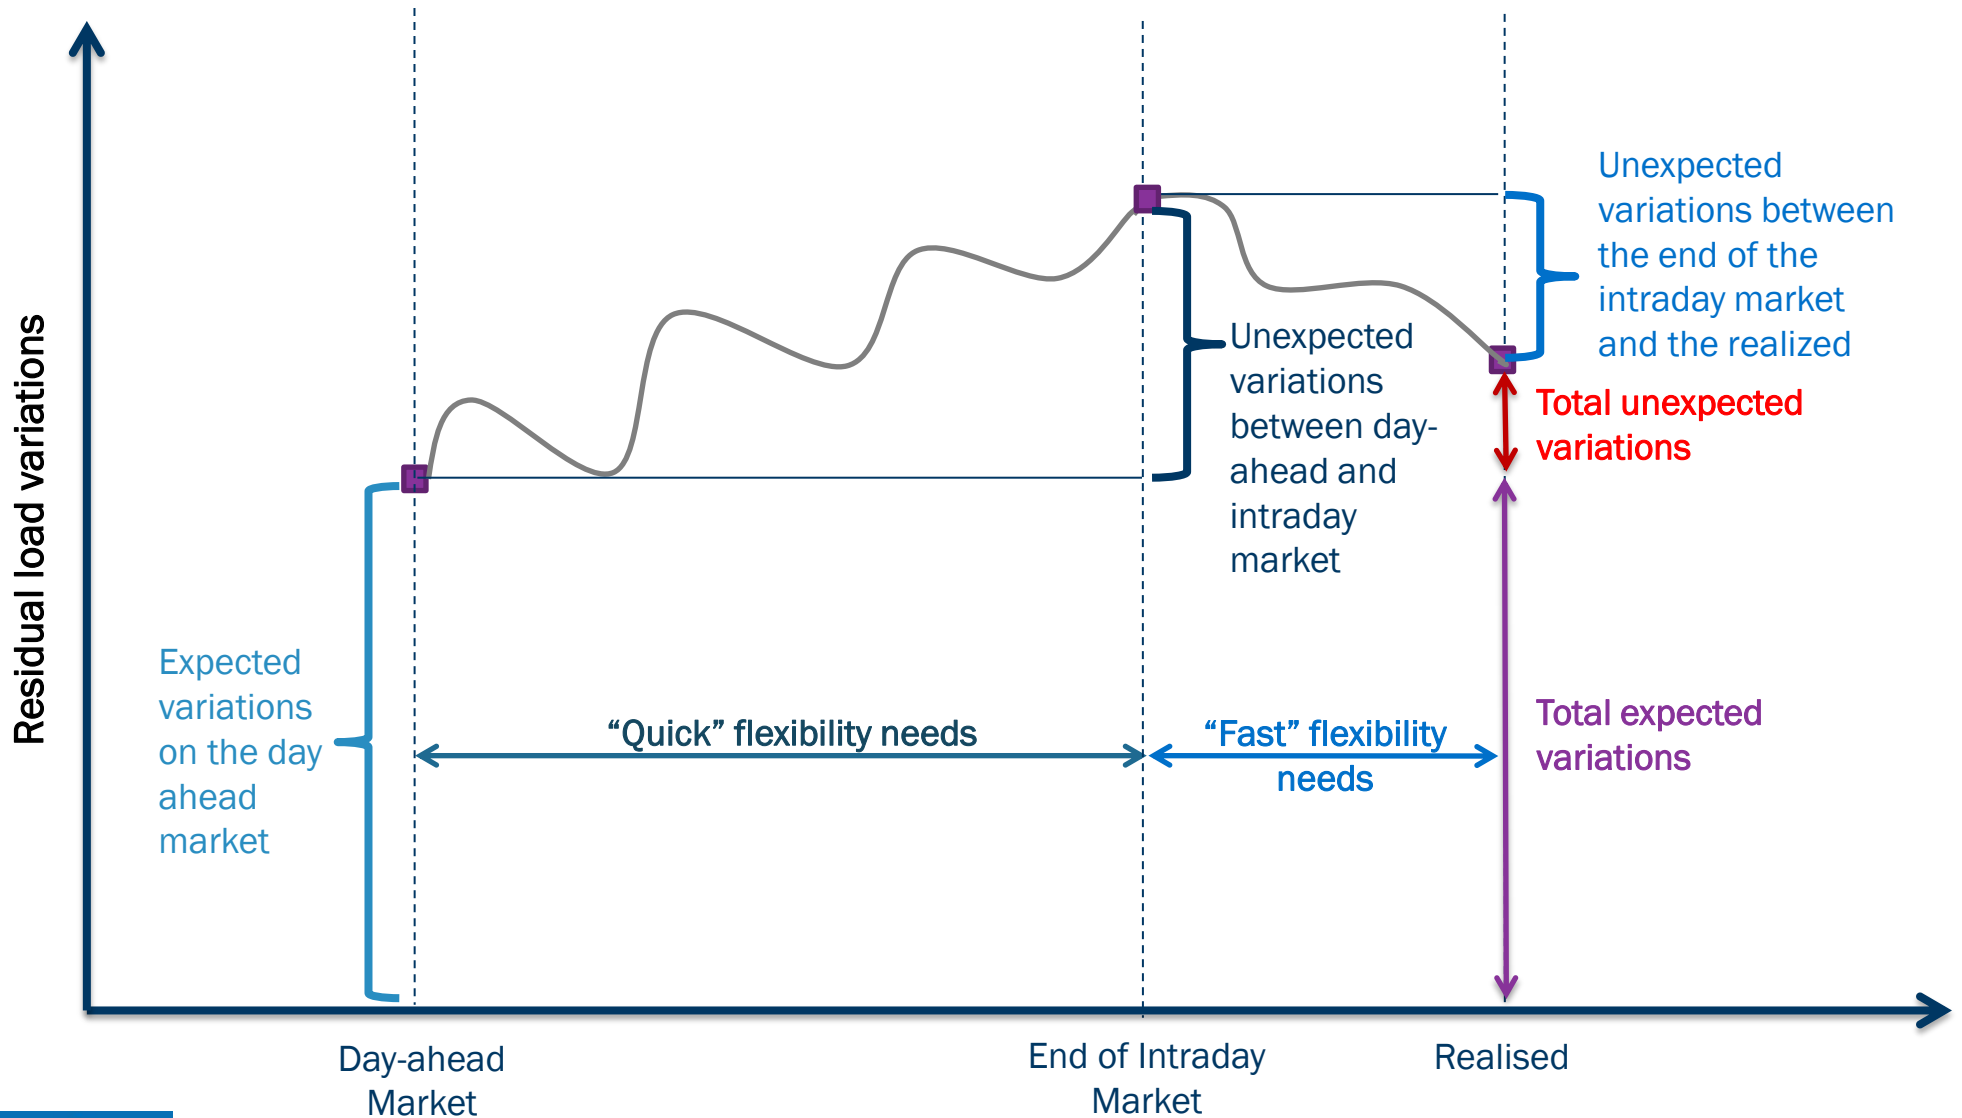 Residual load variations
Expected
variations
on the day
ahead
market
“Quick” flexibility needs
“Fast” flexibility
needs
Unexpected
variations
between day-
ahead and
intraday
market
Unexpected
variations between
the end of the
intraday market
and the realized
Total unexpected
variations
Total expected
variations
Day-ahead
Market
End of Intraday
Market
Realised